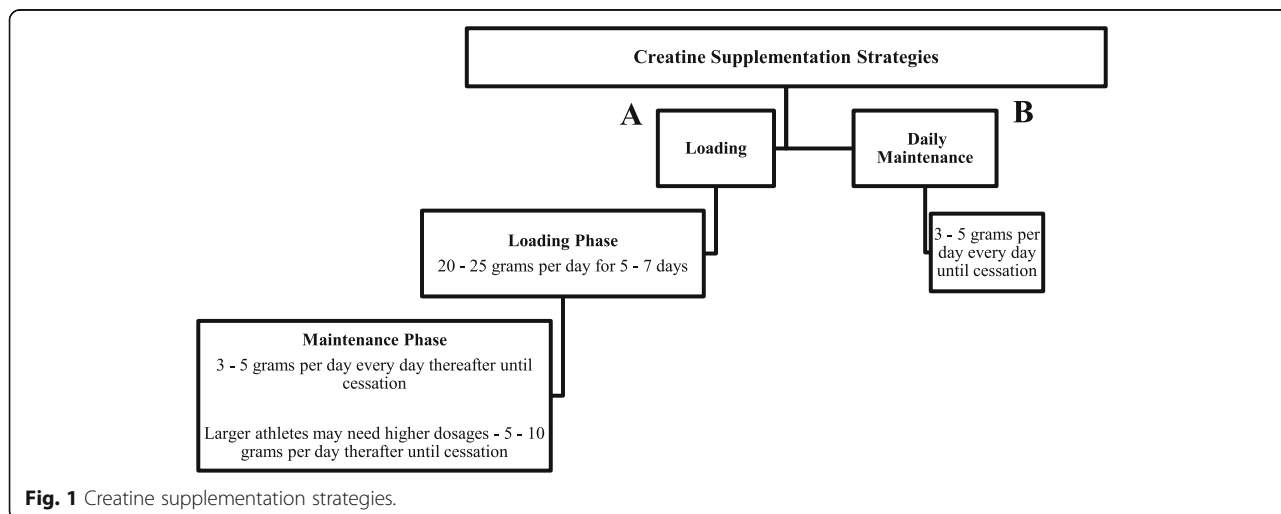 Creatine Supplementation Strategies
A
B
Loading
Daily
Maintenance
Loading Phase
20 - 25 grams per day for 5 - 7 days
3 - 5 grams per
day every day
until cessation
Maintenance Phase
3 - 5 grams per day every day thereafter until
cessation
Larger athletes may need higher dosages - 5 - 10
grams per day therafter until cessation
Fig. 1 Creatine supplementation strategies.